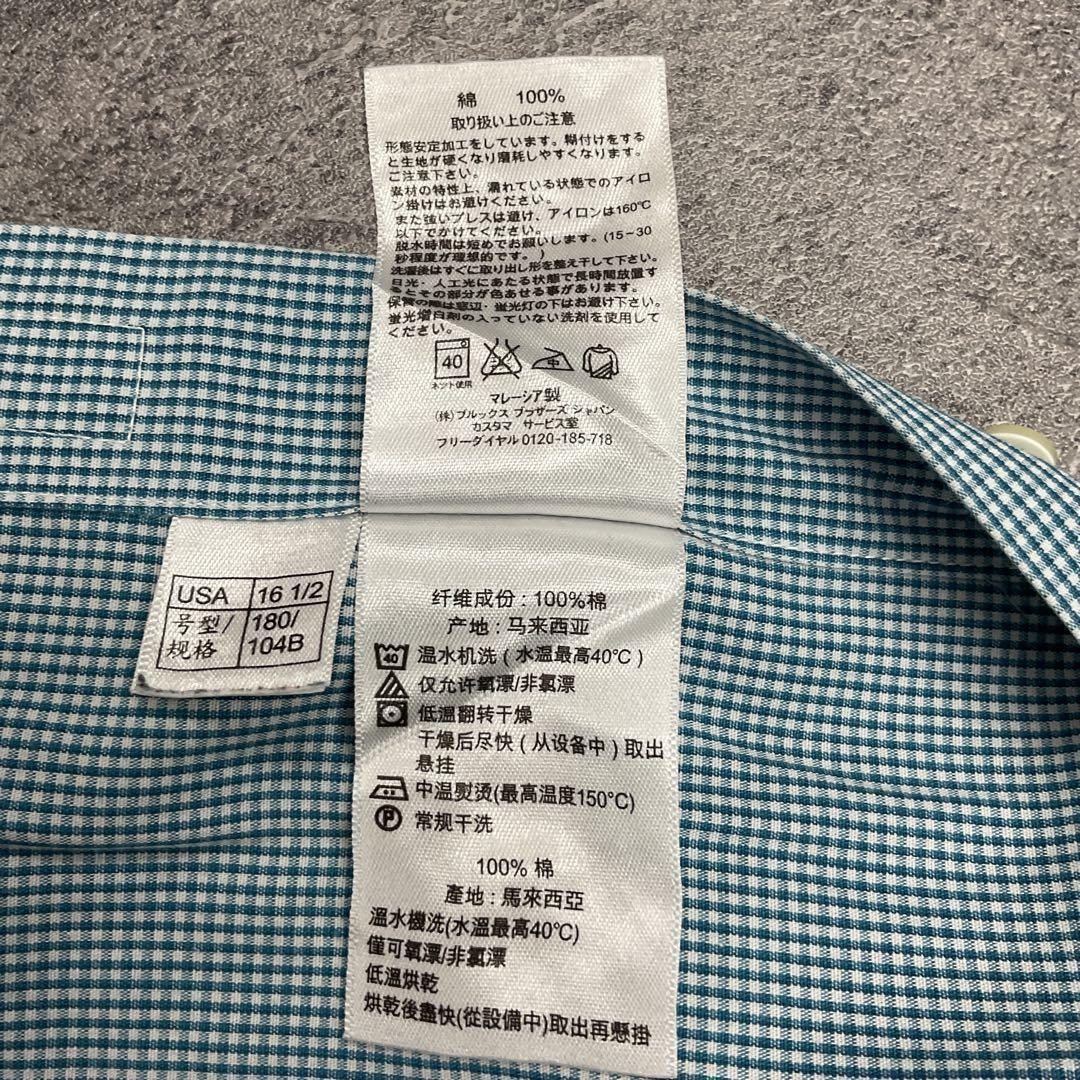 綿 100%
取り扱い上のご注意
形態安定加工をしています。糊付けをする
と生地が硬くなり磨耗しやすくなります。
ご注意下さい。
素材の特性上、濡れている状態でのアイロ
ン掛けはお避けください。
また強いプレスは避け、アイロンは160℃
以下でかけてください。
脱水時間は短めでお願いします。(15~30
秒程度が理想的です。)
洗濯後はすぐに取り出し形を整え干して下さい。
日光・人工光にあたる状態で長時間放置す
るとその部分が色あせる事があります。
保管の際は窓辺・蛍光灯の下はお避け下さい。
蛍光増白剤の入っていない洗剤を使用して
ください。
40
中
ネット使用
マレーシア製
(株)ブルックス ブラザーズ ジャパン
カスタマ サービス室
フリーダイヤル 0120-185-718
USA 16 1/2
号型/ 180/
规格 104B
纤维成份:100%棉
产地:马来西亚
40 温水机洗(水温最高40℃)
仅允许氧漂/非氯漂
低温翻转干燥
干燥后尽快(从设备中)取出
悬挂
中温熨烫(最高温度150℃)
P 常规干洗
100% 棉
產地:馬來西亞
溫水機洗(水溫最高40℃)
僅可氧漂/非氯漂
低溫烘乾
烘乾後盡快(從設備中)取出再懸掛